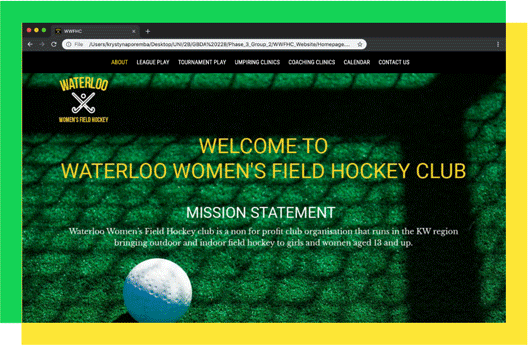 WWFHC
File /Users/krystynaporemba/Desktop/UNI/2B/GBDA%20228/Phase_3_Group_2/WWFHC_Website/Homepage....
ABOUT LEAGUE PLAY TOURNAMENT PLAY UMPIRING CLINICS COACHING CLINICS CALENDAR CONTACT US
WATERLOO
WOMEN'S FIELD HOCKEY
WELCOME TO
WATERLOO WOMEN'S FIELD HOCKEY CLUB
MISSION STATEMENT
Waterloo Women's Field Hockey club is a non for profit club organisation that runs in the KW region
bringing outdoor and indoor field hockey to girls and women aged 13 and up.